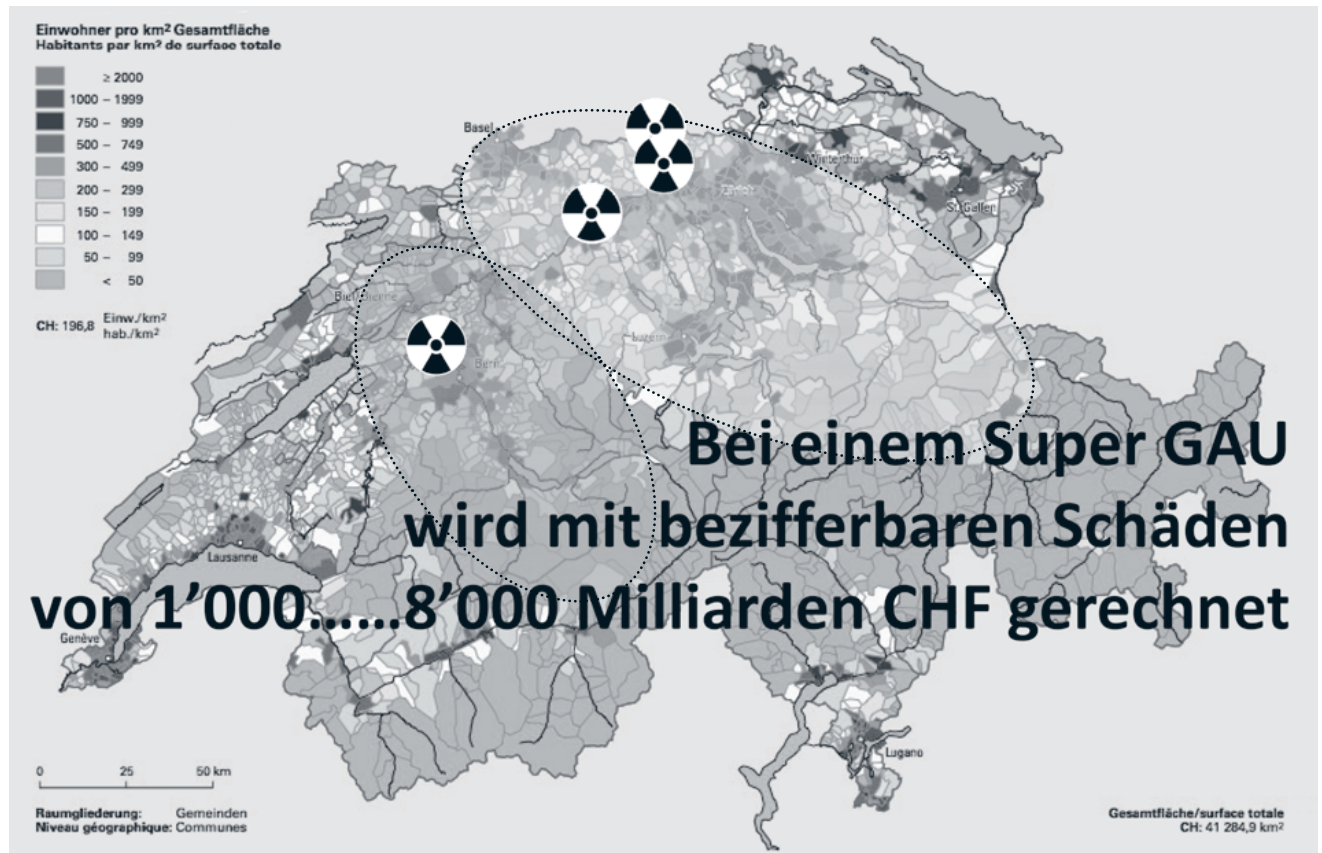 Einwohner pro km² Gesamtfläche
Habitants par km² de surface totale
≥ 2000
1000 – 1999
750 – 999
500 – 749
300 – 499
200 – 299
150 – 199
100 – 149
50 – 99
< 50
CH: 196,8 Einw./km²
hab./km²
Basel
Winterthur
Zürich
St. Gallen
Biel/Bienne
Luzern
Bern
Bei einem Super GAU
wird mit bezifferbaren Schäden
von 1’000......8’000 Milliarden CHF gerechnet
Lausanne
Genève
Lugano
0 25 50 km
Raumgliederung: Gemeinden
Niveau géographique: Communes
Gesamtfläche/surface totale
CH: 41 284,9 km²